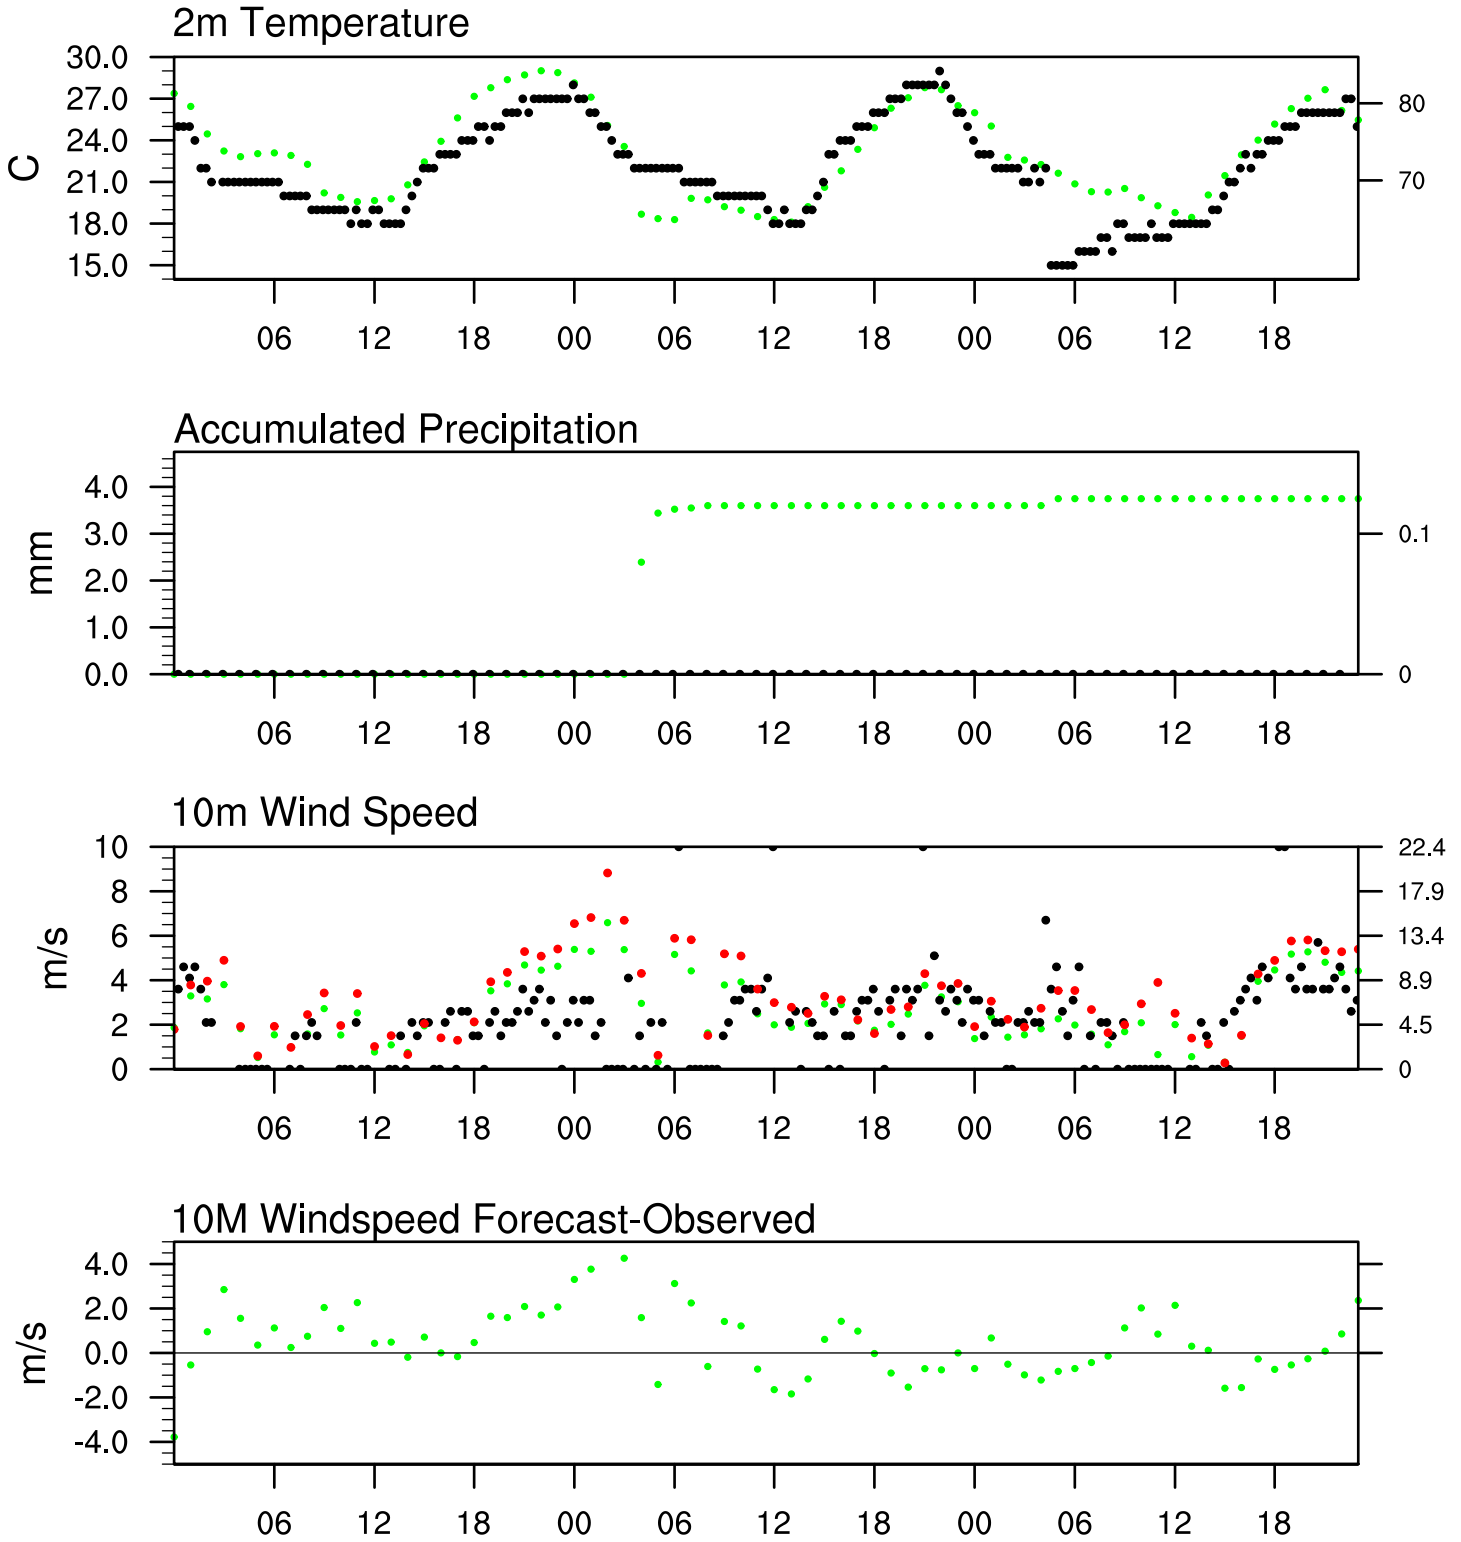 2m Temperature
30.0
27.0
24.0
21.0
18.0
15.0
C
80
70
06 12 18 00 06 12 18 00 06 12 18
Accumulated Precipitation
4.0
3.0
2.0
1.0
0.0
mm
0.1
0
06 12 18 00 06 12 18 00 06 12 18
10m Wind Speed
10
8
6
4
2
0
m/s
22.4
17.9
13.4
8.9
4.5
0
06 12 18 00 06 12 18 00 06 12 18
10M Windspeed Forecast-Observed
4.0
2.0
0.0
-2.0
-4.0
m/s
06 12 18 00 06 12 18 00 06 12 18